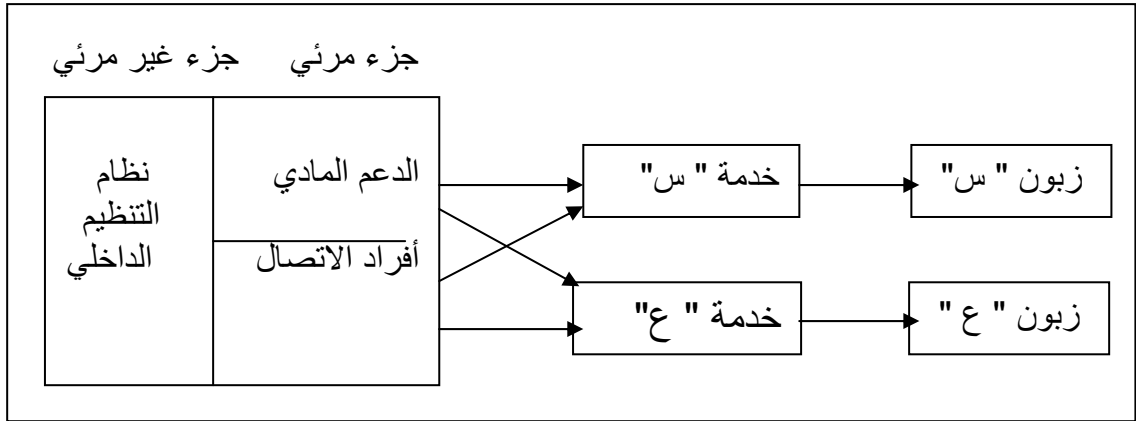 جزء مرئي جزء غير مرئي
الدعم المادي
أفراد الاتصال
نظام
التنظيم
الداخلي
خدمة " س"
زبون " س"
خدمة " ع"
زبون " ع "